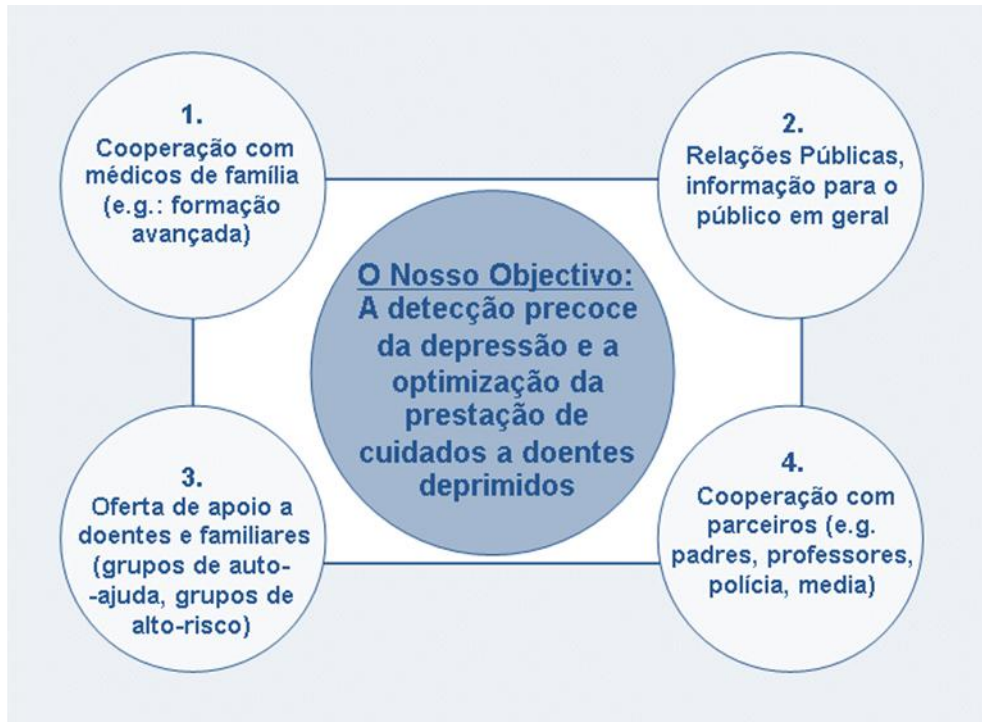 1.
Cooperação com
médicos de família
(e.g.: formação
avançada)
2.
Relações Públicas,
informação para o
público em geral
O Nosso Objectivo:
A detecção precoce
da depressão e a
optimização da
prestação de
cuidados a doentes
deprimidos
3.
Oferta de apoio a
doentes e familiares
(grupos de auto-
-ajuda, grupos de
alto-risco)
4.
Cooperação com
parceiros (e.g.
padres, professores,
polícia, media)